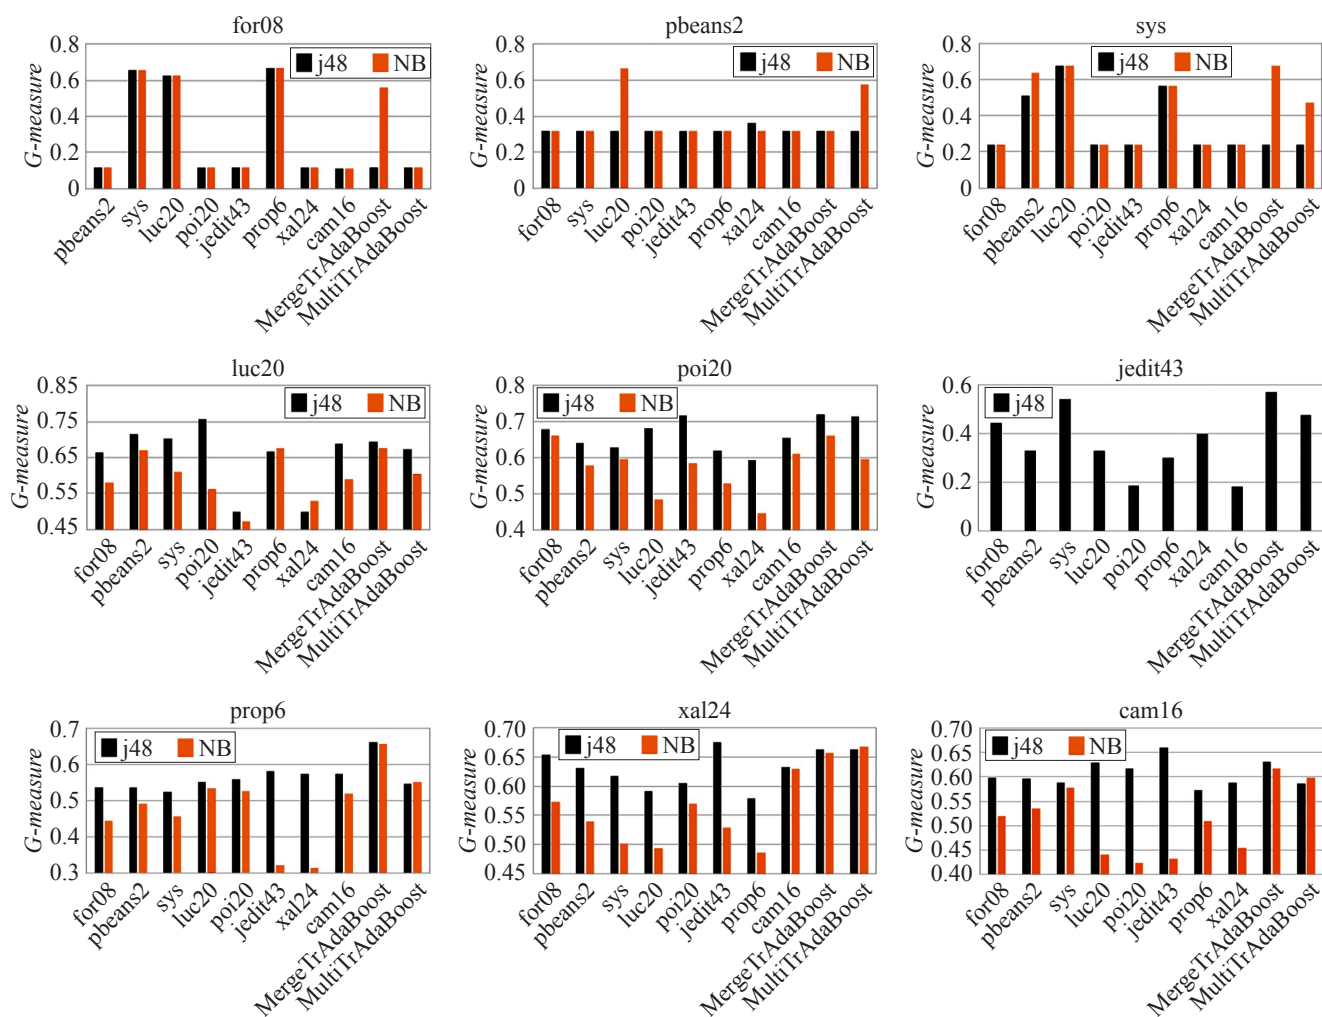 for08
G-measure
0.8
0.6
0.4
0.2
0
j48 NB
pbeans2
sys
luc20
poi20
jedit43
prop6
xal24
cam16
MergeTrAdaBoost
MultiTrAdaBoost
pbeans2
G-measure
0.8
0.6
0.4
0.2
0
j48 NB
for08
sys
luc20
poi20
jedit43
prop6
xal24
cam16
MergeTrAdaBoost
MultiTrAdaBoost
sys
G-measure
0.8
0.6
0.4
0.2
0
j48 NB
for08
pbeans2
luc20
poi20
jedit43
prop6
xal24
cam16
MergeTrAdaBoost
MultiTrAdaBoost
luc20
G-measure
0.85
0.75
0.65
0.55
0.45
j48 NB
for08
pbeans2
sys
poi20
jedit43
prop6
xal24
cam16
MergeTrAdaBoost
MultiTrAdaBoost
poi20
G-measure
0.8
0.7
0.6
0.5
0.4
j48 NB
for08
pbeans2
sys
luc20
jedit43
prop6
xal24
cam16
MergeTrAdaBoost
MultiTrAdaBoost
jedit43
G-measure
0.6
0.4
0.2
0
j48
for08
pbeans2
sys
luc20
poi20
prop6
xal24
cam16
MergeTrAdaBoost
MultiTrAdaBoost
prop6
G-measure
0.7
0.6
0.5
0.4
0.3
j48 NB
for08
pbeans2
sys
luc20
poi20
jedit43
xal24
cam16
MergeTrAdaBoost
MultiTrAdaBoost
xal24
G-measure
0.70
0.65
0.60
0.55
0.50
0.45
j48 NB
for08
pbeans2
sys
luc20
poi20
jedit43
prop6
cam16
MergeTrAdaBoost
MultiTrAdaBoost
cam16
G-measure
0.70
0.65
0.60
0.55
0.50
0.45
0.40
j48 NB
for08
pbeans2
sys
luc20
poi20
jedit43
prop6
xal24
MergeTrAdaBoost
MultiTrAdaBoost